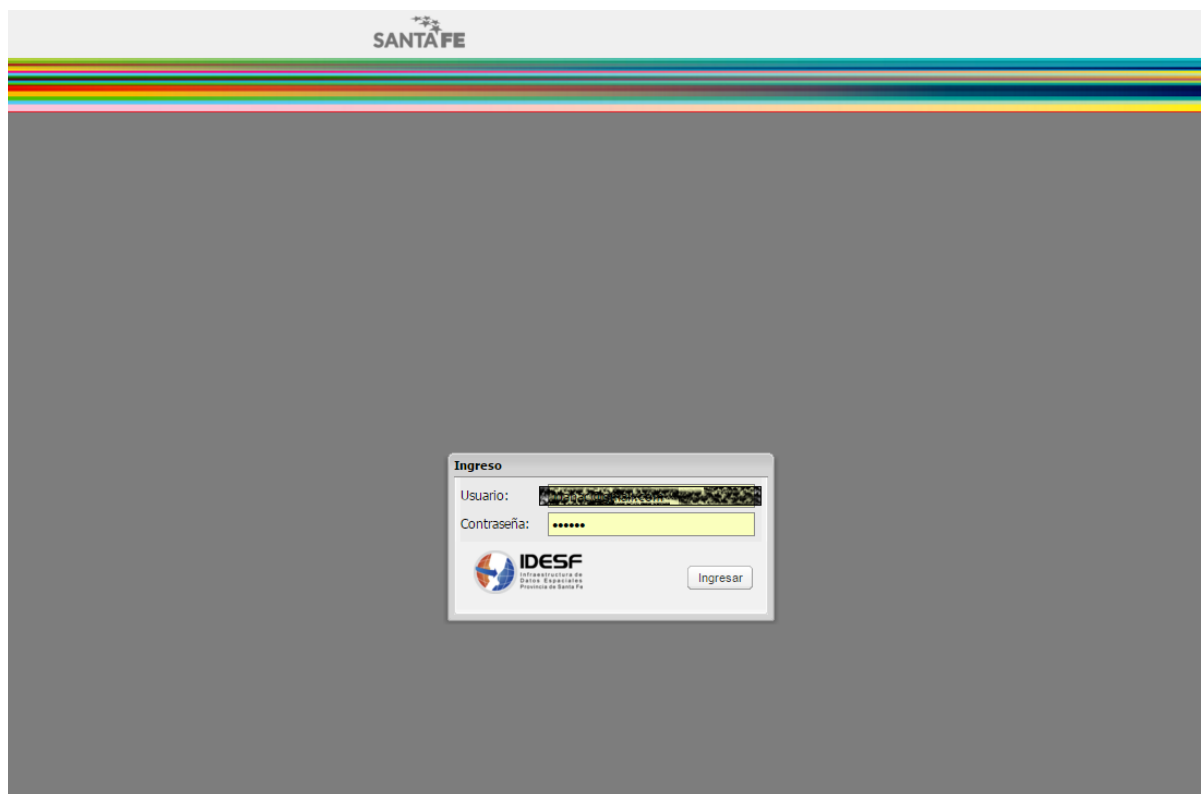 SANTA FE
Ingreso
Usuario:
Contraseña: ••••••
IDESF
Infraestructura de
Datos Espaciales
Provincia de Santa Fe
Ingresar